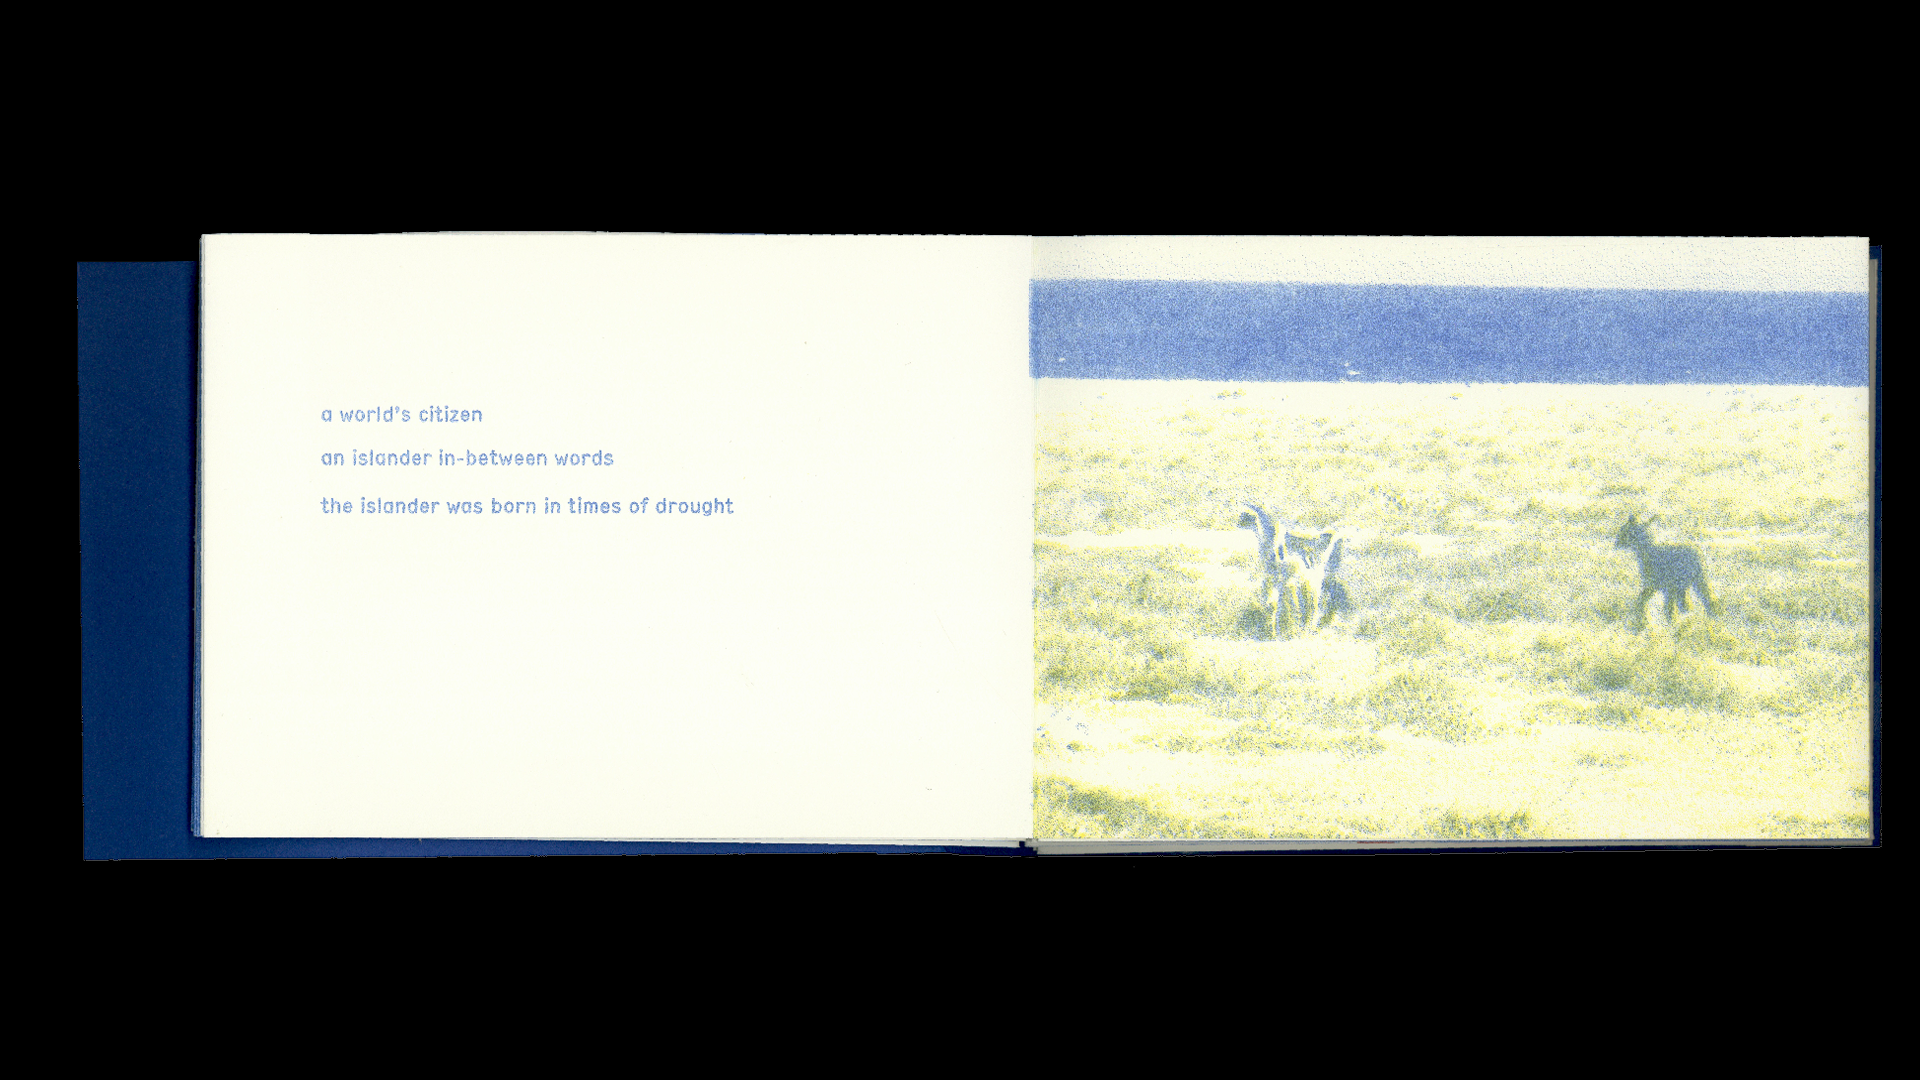 a world's citizen
an islander in-between words
the islander was born in times of drought